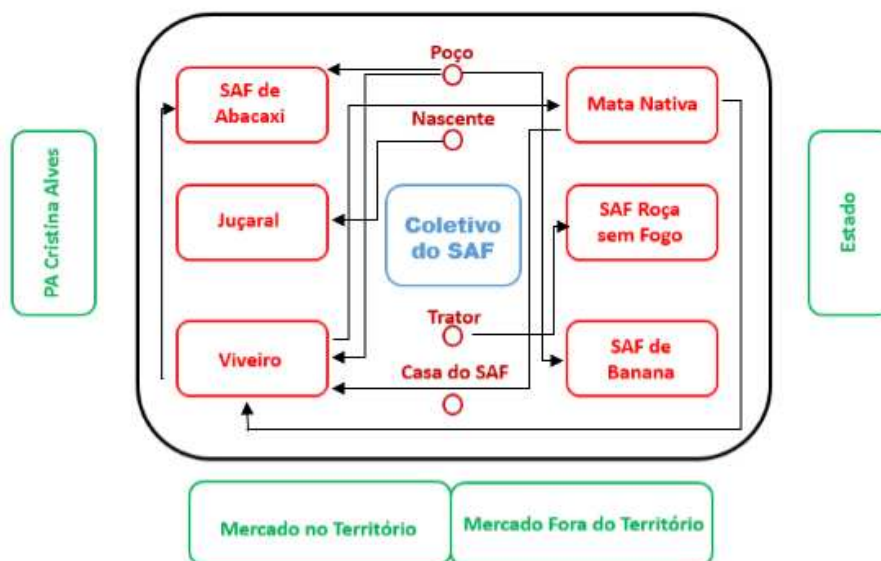 Poço
SAF de
Abacaxi
Mata Nativa
Nascente
PA Cristina Alves
Juçaral
Coletivo
do SAF
SAF Roça
sem Fogo
Estado
Trator
Viveiro
Casa do SAF
SAF de
Banana
Mercado no Território
Mercado Fora do Território